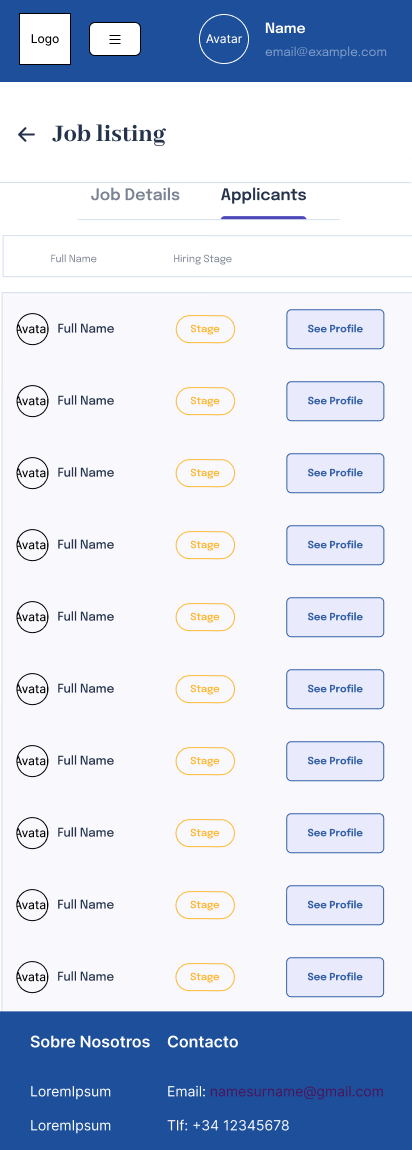 Logo
Avatar
Name
email@example.com
Job listing
Job Details Applicants
Full Name Hiring Stage
Avata Full Name Stage See Profile
Avata Full Name Stage See Profile
Avata Full Name Stage See Profile
Avata Full Name Stage See Profile
Avata Full Name Stage See Profile
Avata Full Name Stage See Profile
Avata Full Name Stage See Profile
Avata Full Name Stage See Profile
Avata Full Name Stage See Profile
Avata Full Name Stage See Profile
Sobre Nosotros Contacto
LoremIpsum Email: namesurname@gmail.com
LoremIpsum Tlf: +34 12345678